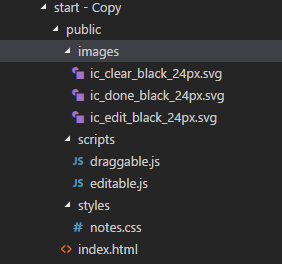 start - Copy
public
images
ic_clear_black_24px.svg
ic_done_black_24px.svg
ic_edit_black_24px.svg
scripts
JS draggable.js
JS editable.js
styles
# notes.css
<> index.html